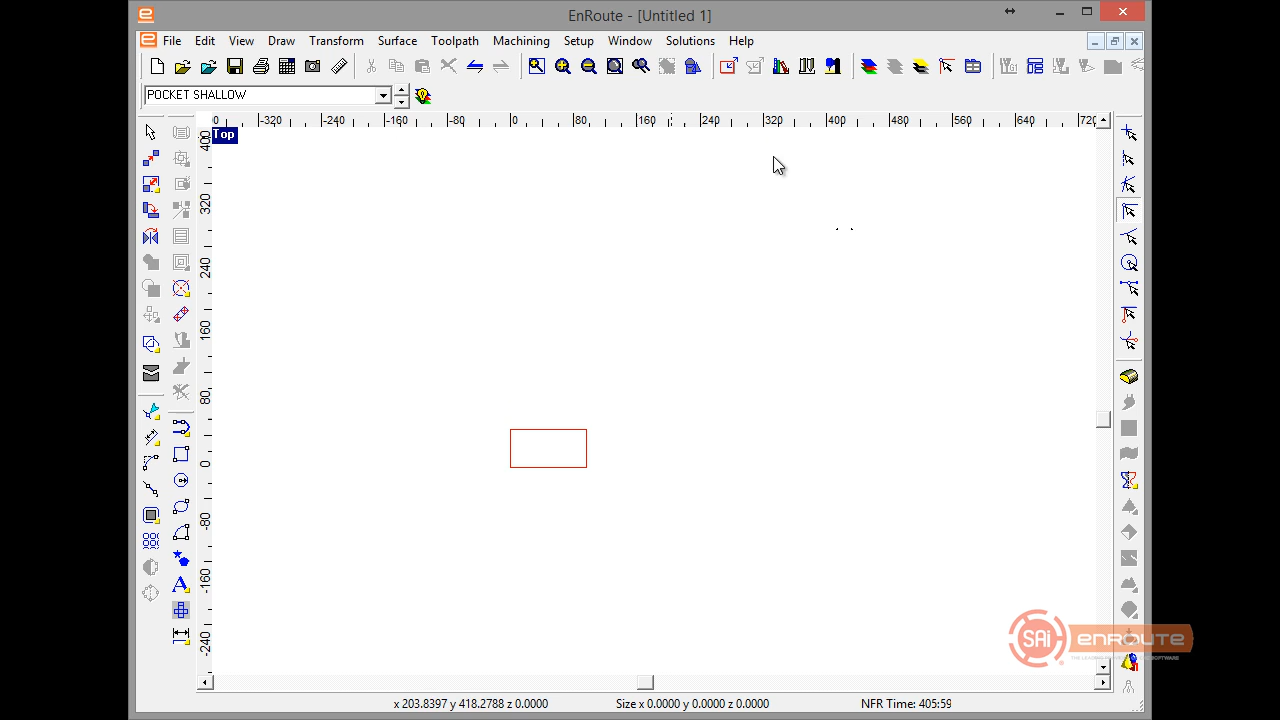 EnRoute - [Untitled 1]
File Edit View Draw Transform Surface Toolpath Machining Setup Window Solutions Help
POCKET SHALLOW
0 -320 -240 -160 -80 0 80 160 240 320 400 480 560 640 720
Top
400
320
240
160
80
0
-80
-160
-240
SAi ENROUTE
x 203.8397 y 418.2788 z 0.0000 Size x 0.0000 y 0.0000 z 0.0000 NFR Time: 405:59